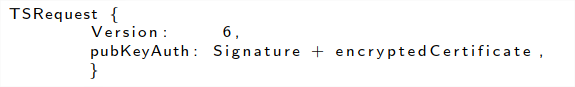 TSRequest {
Version: 6,
pubKeyAuth: Signature + encryptedCertificate,
}